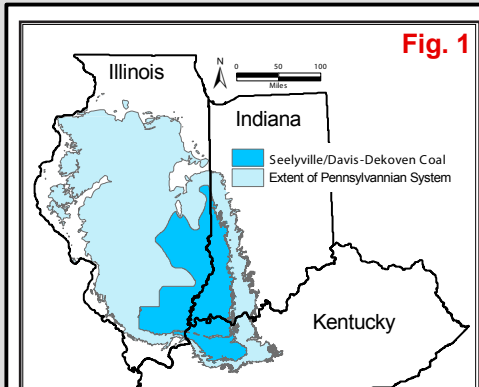 Fig. 1
Illinois
N
0 50 100
Miles
Indiana
Seelyville/Davis-Dekoven Coal
Extent of Pennsylvannian System
Kentucky